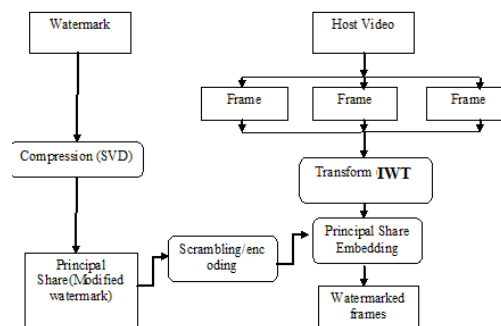 Watermark
Host Video
Frame
Frame
Frame
Compression (SVD)
Transform (IWT
Principal Share(Modified watermark)
Scrambling/enc
oding
Principal Share
Embedding
Watermarked
frames